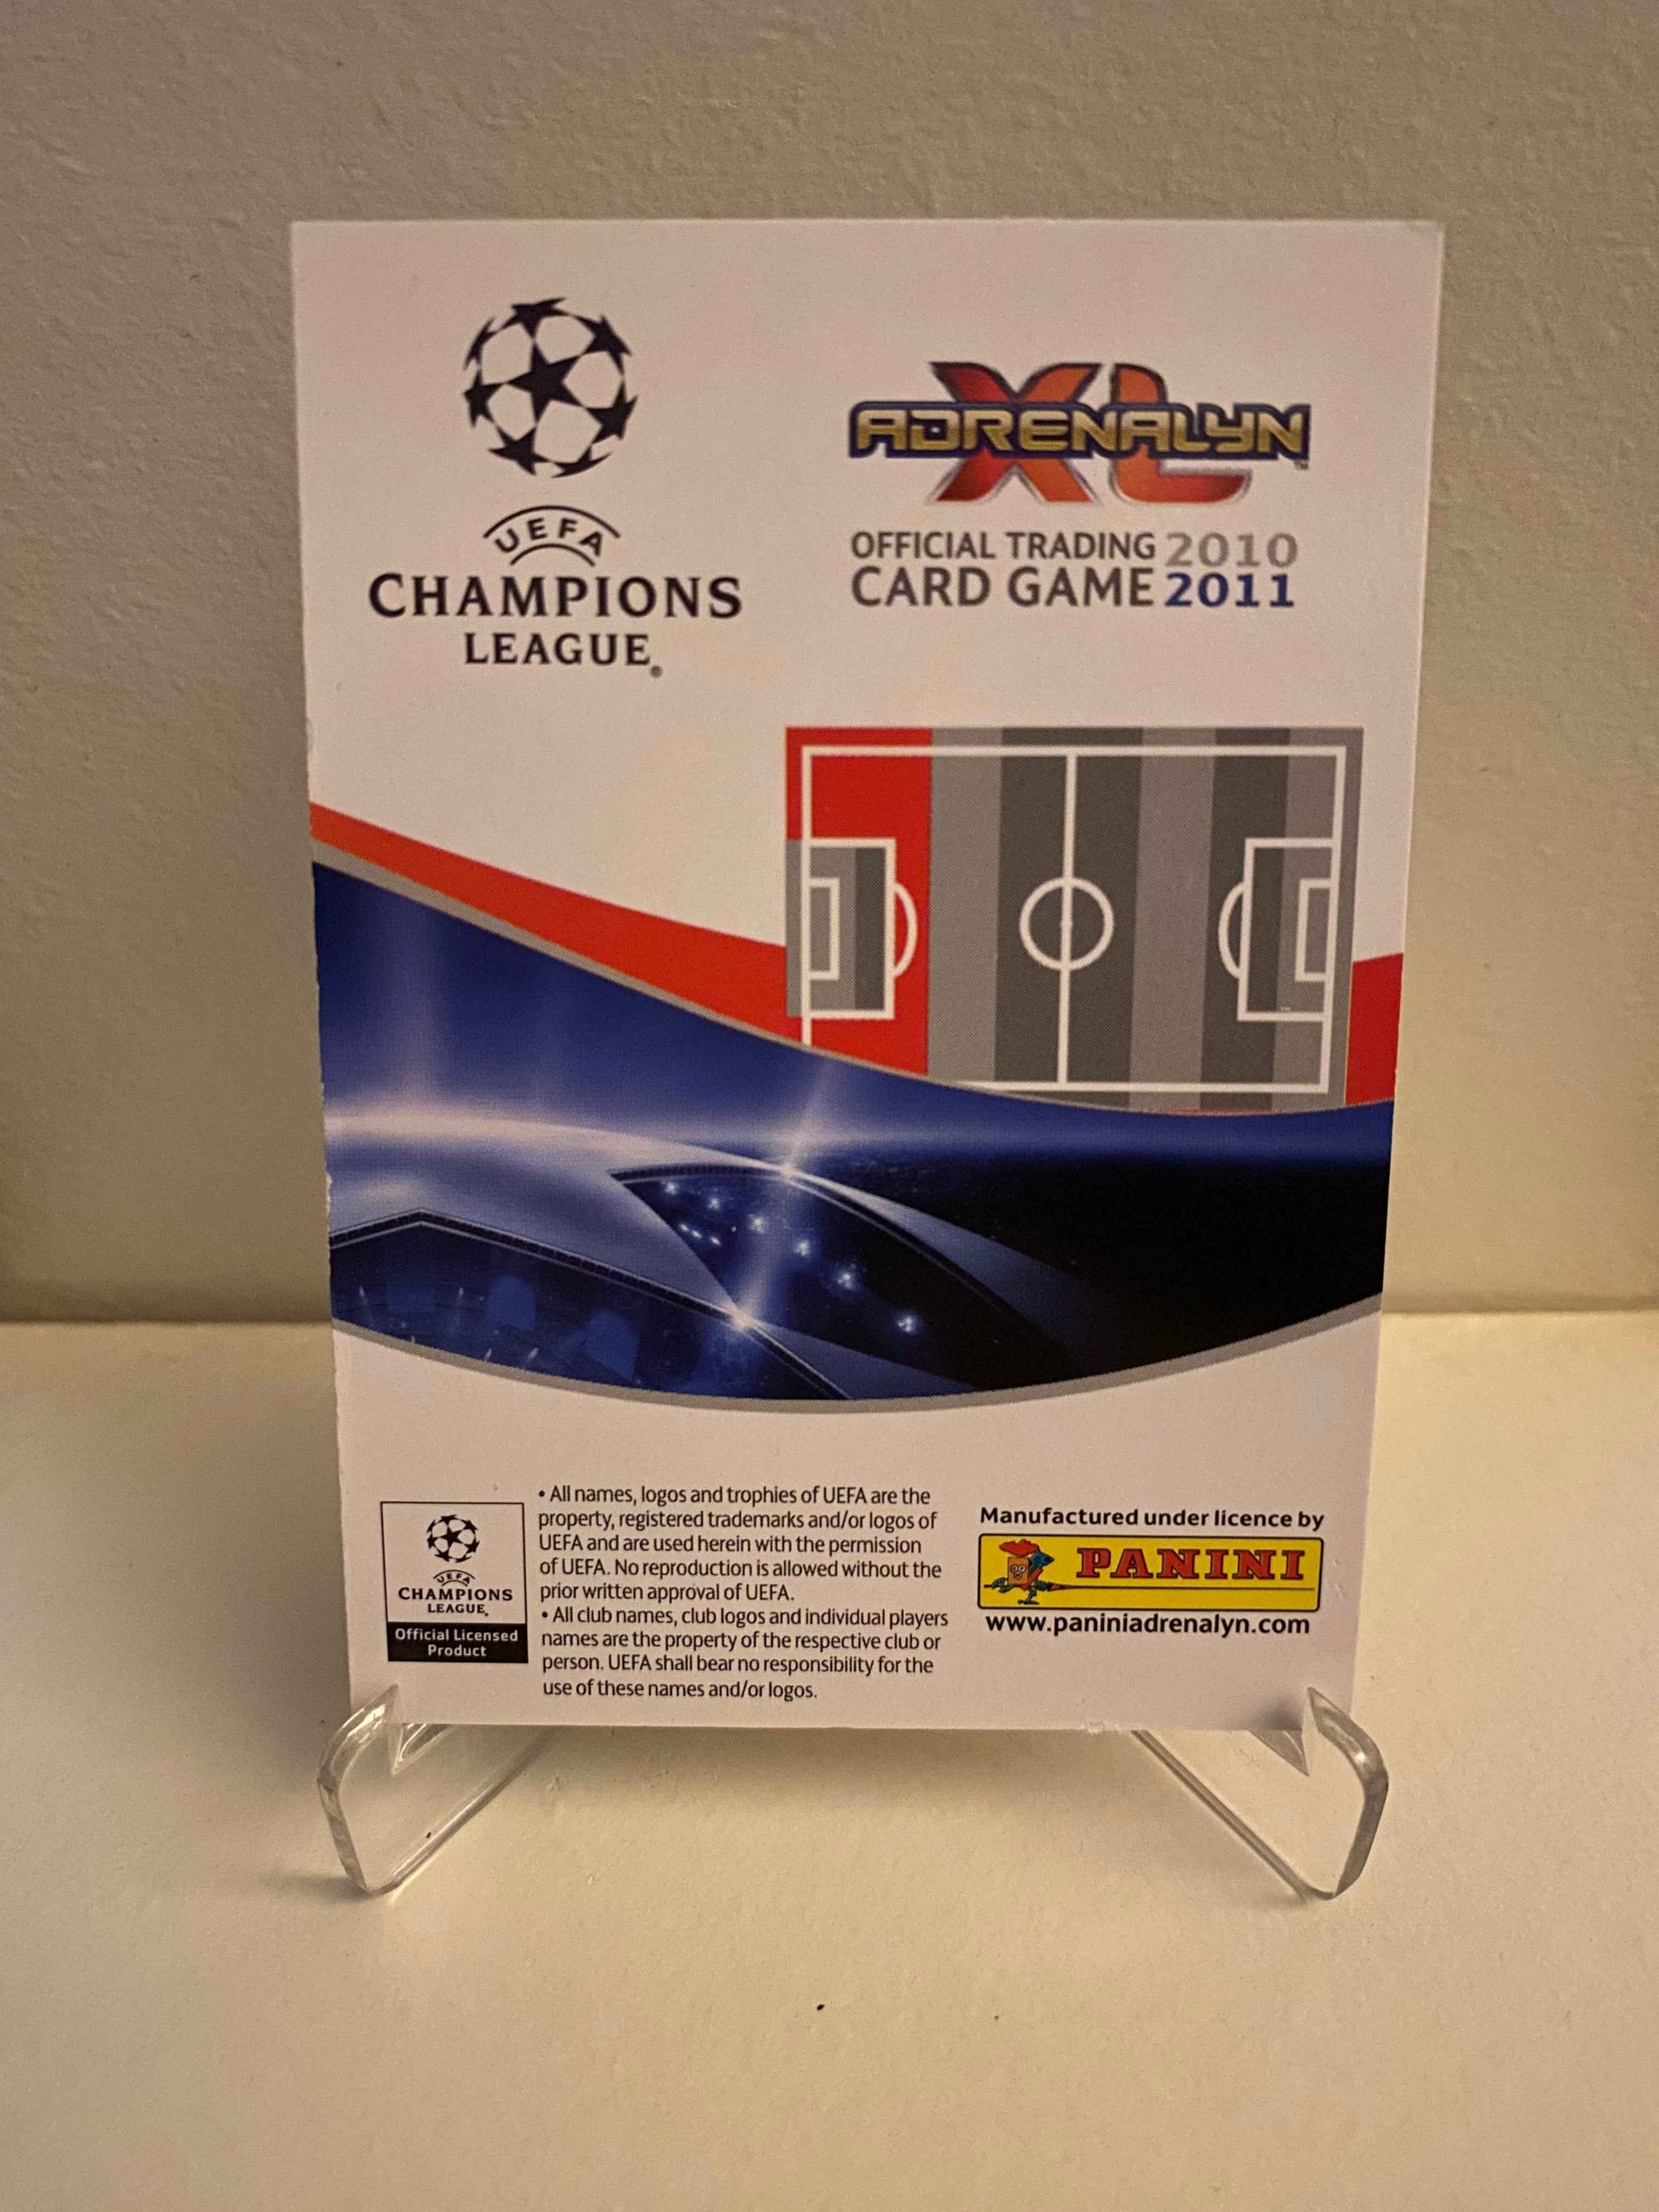 UEFA
CHAMPIONS
LEAGUE®
XL
ADRENALYN™
OFFICIAL TRADING 2010
CARD GAME 2011
UEFA
CHAMPIONS
LEAGUE
Official Licensed
Product
• All names, logos and trophies of UEFA are the
property, registered trademarks and/or logos of
UEFA and are used herein with the permission
of UEFA. No reproduction is allowed without the
prior written approval of UEFA.
• All club names, club logos and individual players
names are the property of the respective club or
person. UEFA shall bear no responsibility for the
use of these names and/or logos.
Manufactured under licence by
PANINI
www.paniniadrenalyn.com